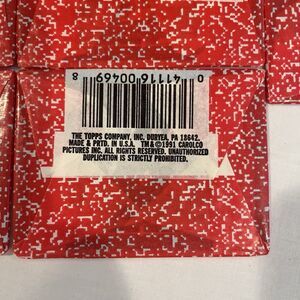 0 41116 00469 8
THE TOPPS COMPANY, INC. DURYEA, PA 18642.
MADE & PRTD. IN U.S.A. TM&©1991 CAROLCO
PICTURES INC. ALL RIGHTS RESERVED. UNAUTHORIZED
DUPLICATION IS STRICTLY PROHIBITED.